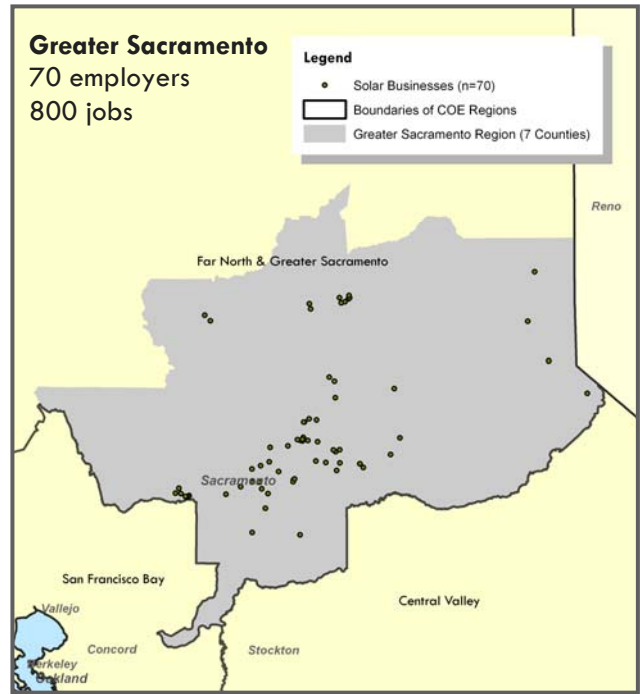 Greater Sacramento
70 employers
800 jobs
Legend
Solar Businesses (n=70)
Boundaries of COE Regions
Greater Sacramento Region (7 Counties)
Reno
Far North & Greater Sacramento
Sacramento
San Francisco Bay
Central Valley
Vallejo
Concord
Stockton
Berkeley
Oakland